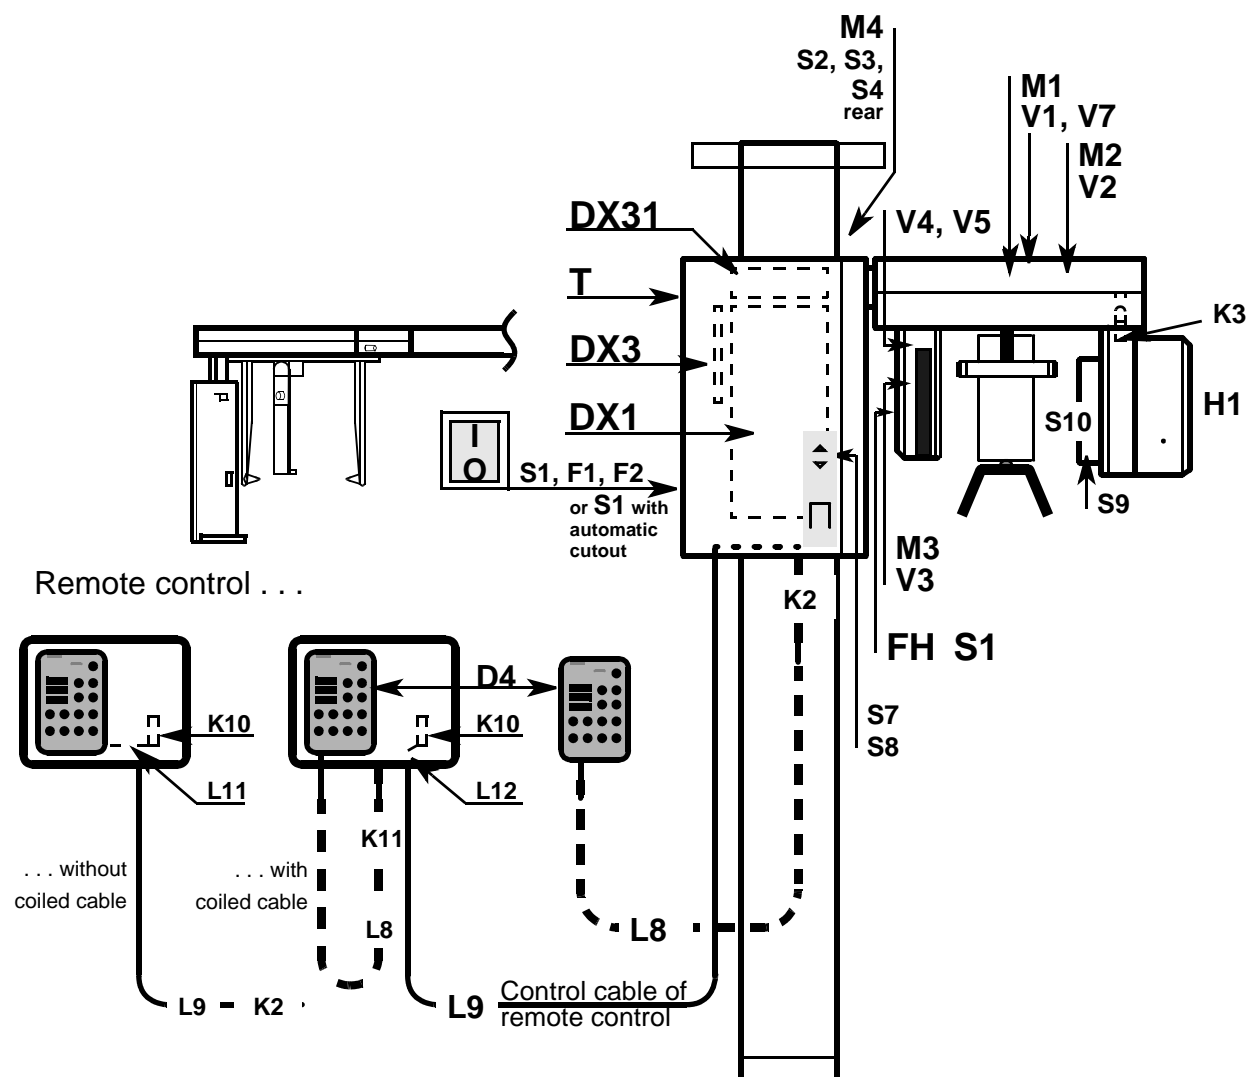 M4
S2, S3,
S4
rear
M1
V1, V7
M2
V2
DX31
V4, V5
T
K3
DX3
H1
DX1
S10
I
O
S1, F1, F2
or S1 with
automatic
cutout
S9
M3
V3
Remote control . . .
K2
FH S1
D4
K10
K10
S7
S8
L11
L12
K11
. . . without
coiled cable
. . . with
coiled cable
L8
L8
L9
K2
L9
Control cable of
remote control